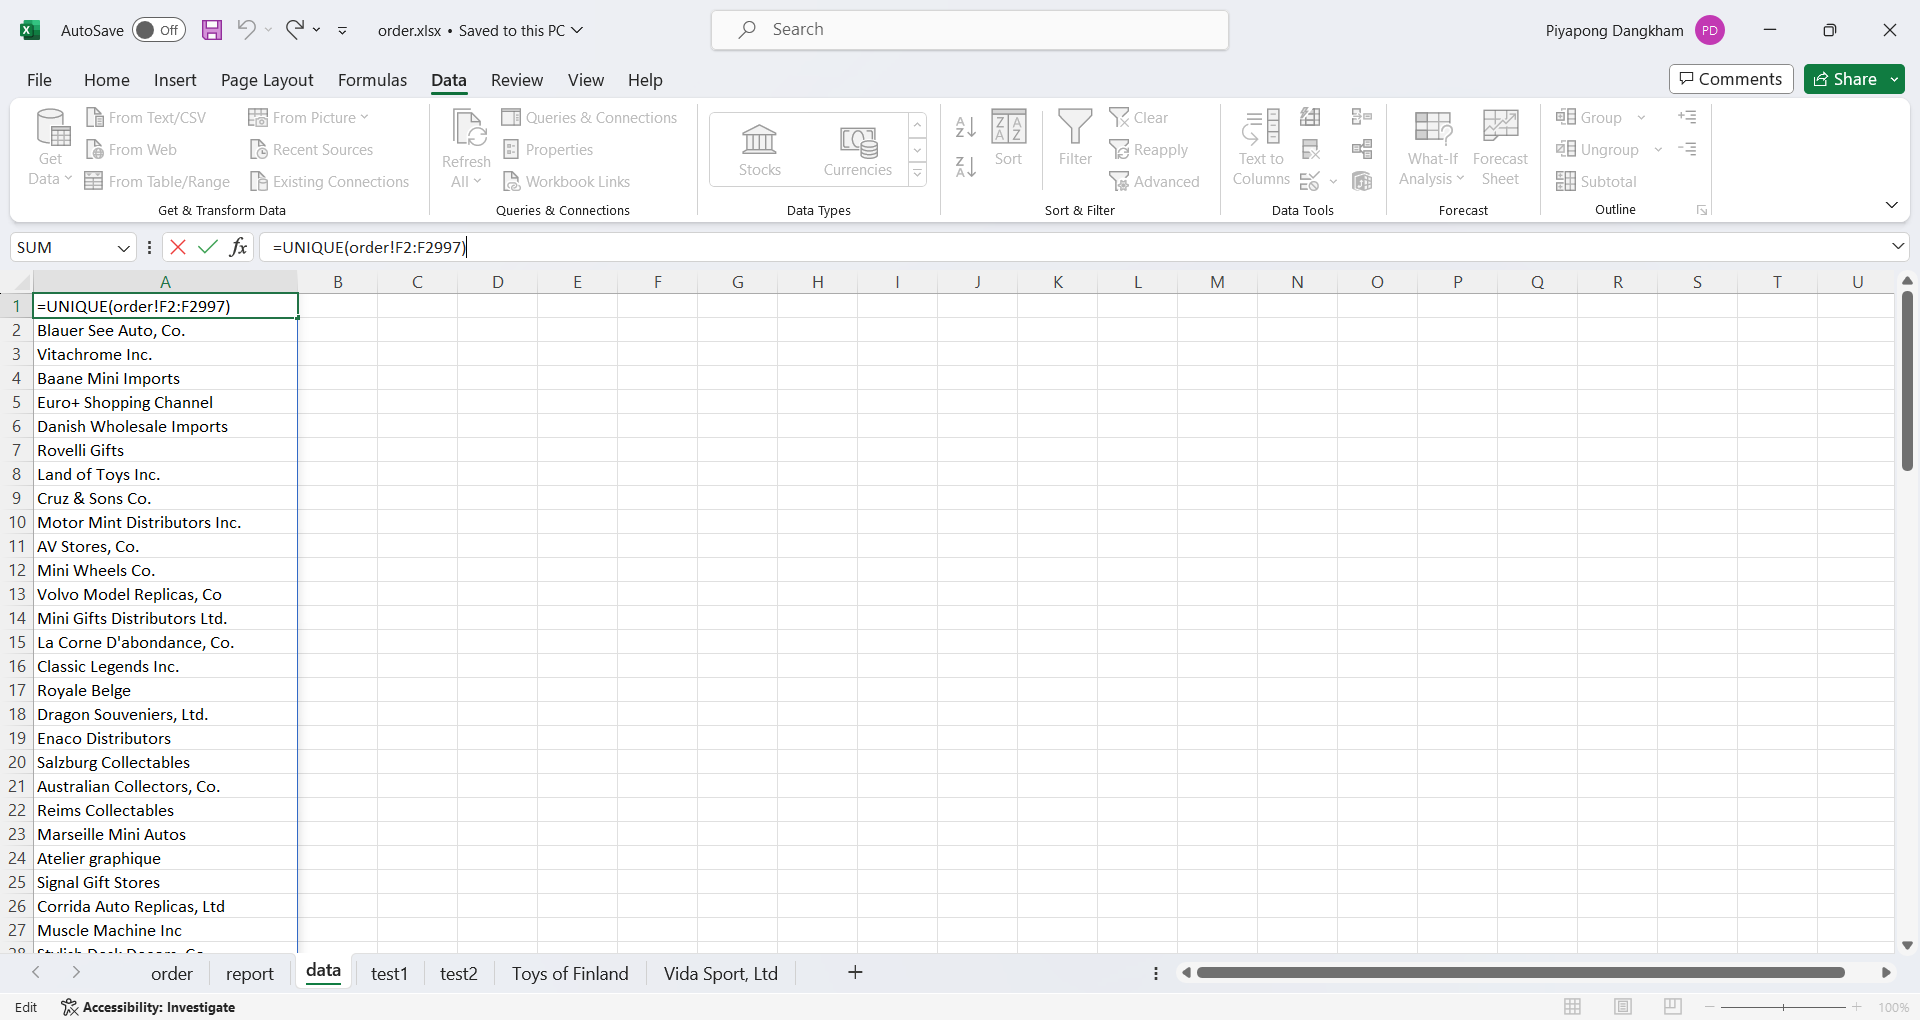 AutoSave Off order.xlsx • Saved to this PC Search Piyapong Dangkham PD
File Home Insert Page Layout Formulas Data Review View Help Comments Share
Get Data
From Text/CSV
From Web
From Table/Range
From Picture
Recent Sources
Existing Connections
Get & Transform Data
Refresh All
Queries & Connections
Properties
Workbook Links
Queries & Connections
Stocks
Currencies
Data Types
Sort
Filter
Clear
Reapply
Advanced
Sort & Filter
Text to Columns
Data Tools
What-If Analysis
Forecast Sheet
Forecast
Group
Ungroup
Subtotal
Outline
SUM fx =UNIQUE(order!F2:F2997)
A B C D E F G H I J K L M N O P Q R S T U
1 =UNIQUE(order!F2:F2997)
2 Blauer See Auto, Co.
3 Vitachrome Inc.
4 Baane Mini Imports
5 Euro+ Shopping Channel
6 Danish Wholesale Imports
7 Rovelli Gifts
8 Land of Toys Inc.
9 Cruz & Sons Co.
10 Motor Mint Distributors Inc.
11 AV Stores, Co.
12 Mini Wheels Co.
13 Volvo Model Replicas, Co
14 Mini Gifts Distributors Ltd.
15 La Corne D'abondance, Co.
16 Classic Legends Inc.
17 Royale Belge
18 Dragon Souveniers, Ltd.
19 Enaco Distributors
20 Salzburg Collectables
21 Australian Collectors, Co.
22 Reims Collectables
23 Marseille Mini Autos
24 Atelier graphique
25 Signal Gift Stores
26 Corrida Auto Replicas, Ltd
27 Muscle Machine Inc
28
order report data test1 test2 Toys of Finland Vida Sport, Ltd
Edit Accessibility: Investigate 100%